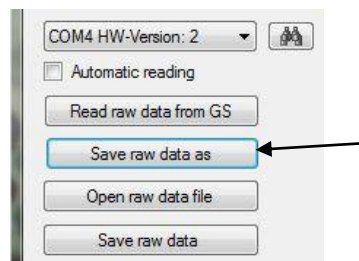 COM4 HW-Version: 2
Automatic reading
Read raw data from GS
Save raw data as
Open raw data file
Save raw data